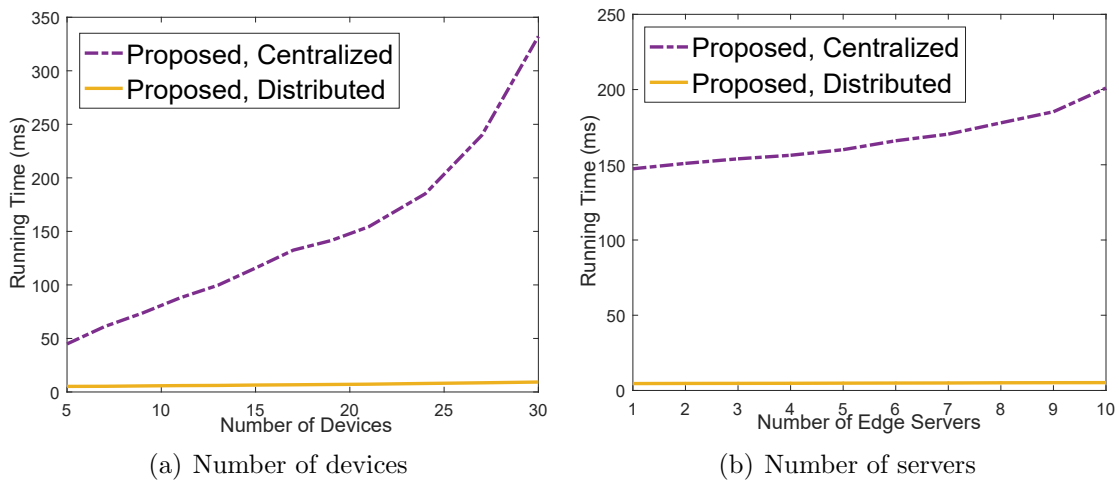 350
300
250
200
150
100
50
0
Running Time (ms)
Proposed, Centralized
Proposed, Distributed
5 10 15 20 25 30
Number of Devices
(a) Number of devices
250
200
150
100
50
0
Running Time (ms)
Proposed, Centralized
Proposed, Distributed
1 2 3 4 5 6 7 8 9 10
Number of Edge Servers
(b) Number of servers